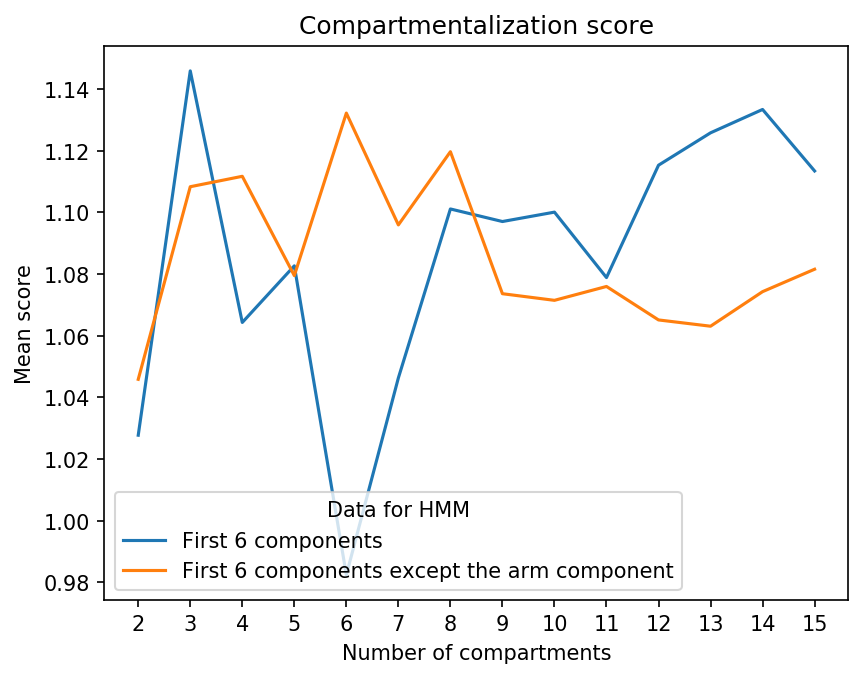 Compartmentalization score
Mean score
1.14
1.12
1.10
1.08
1.06
1.04
1.02
1.00
0.98
Data for HMM
First 6 components
First 6 components except the arm component
2 3 4 5 6 7 8 9 10 11 12 13 14 15
Number of compartments